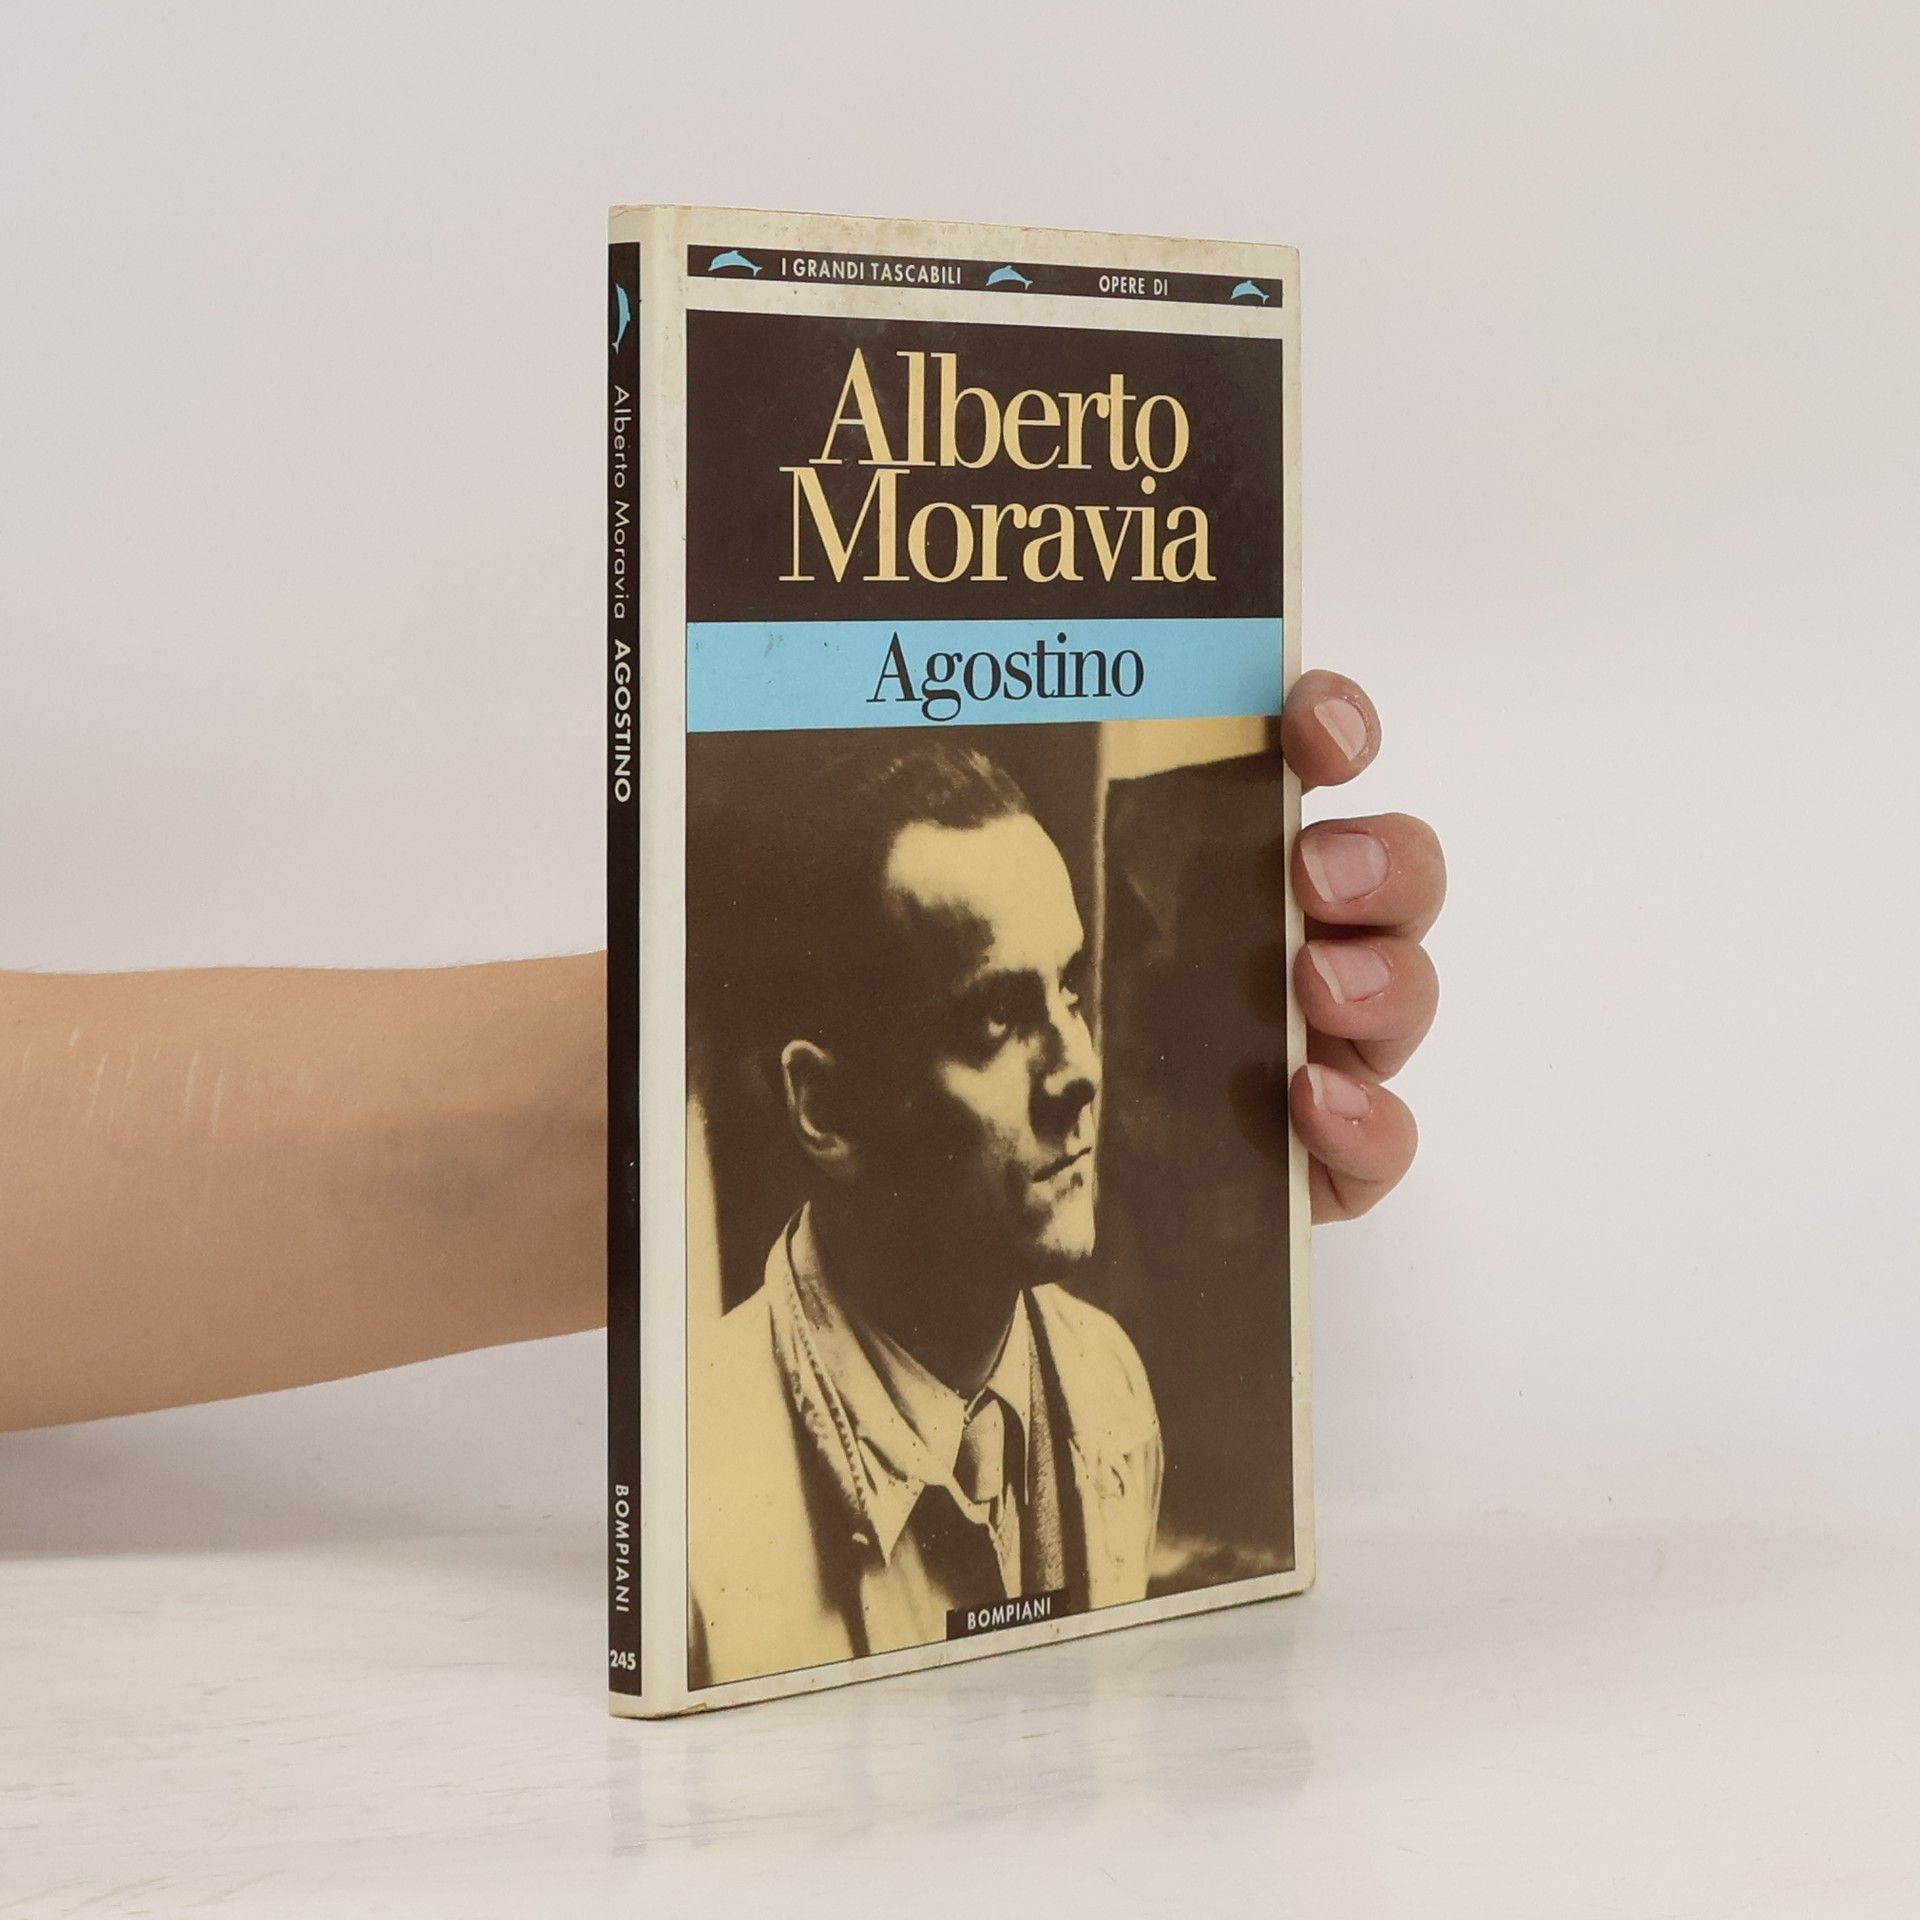 I GRANDI TASCABILI OPERE DI
Alberto
Moravia
Agostino
BOMPIANI
Alberto Moravia AGOSTINO BOMPIANI
245